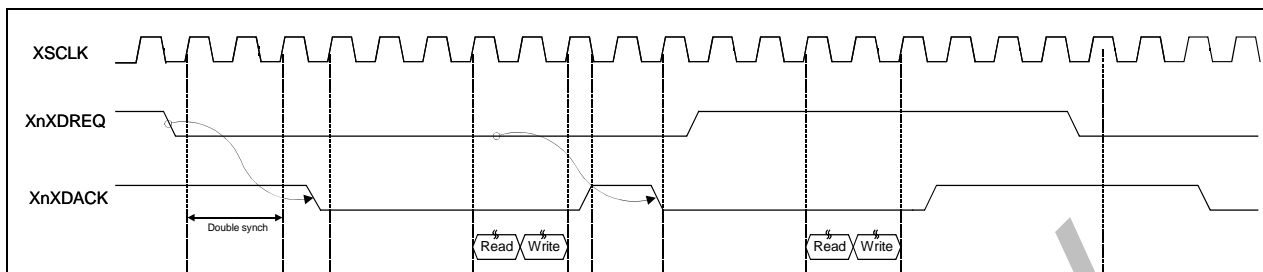 XSCLK
XnXDREQ
XnXDACK
Double synch
Read Write Read Write